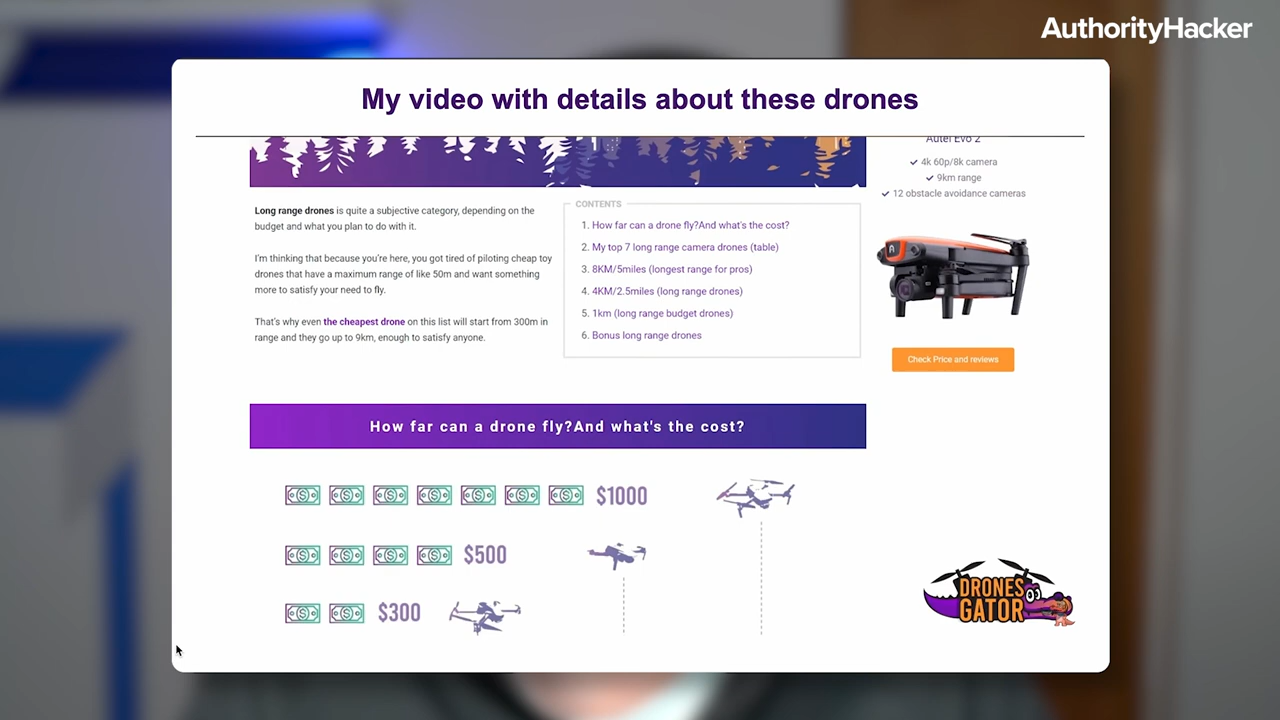 AuthorityHacker
My video with details about these drones
Autel Evo 2
4k 60p/8k camera
9km range
12 obstacle avoidance cameras
Long range drones is quite a subjective category, depending on the
budget and what you plan to do with it.
I'm thinking that because you're here, you got tired of piloting cheap toy
drones that have a maximum range of like 50m and want something
more to satisfy your need to fly.
That's why even the cheapest drone on this list will start from 300m in
range and they go up to 9km, enough to satisfy anyone.
CONTENTS
1. How far can a drone fly?And what's the cost?
2. My top 7 long range camera drones (table)
3. 8KM/5miles (longest range for pros)
4. 4KM/2.5miles (long range drones)
5. 1km (long range budget drones)
6. Bonus long range drones
Check Price and reviews
How far can a drone fly?And what's the cost?
$1000
$500
$300
DRONES
GATOR